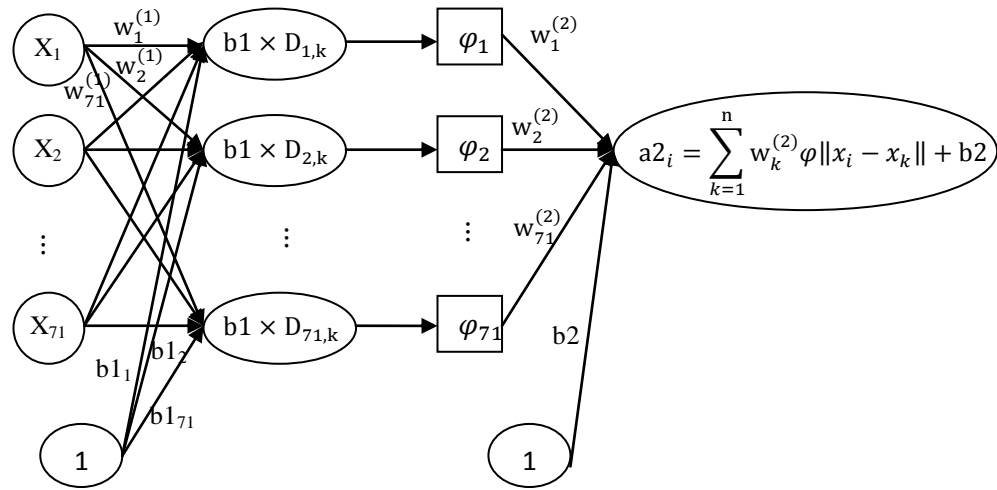 X₁ w₁⁽¹⁾ b1 × D₁,ₖ φ₁ w₁⁽²⁾
w₂⁽¹⁾
w₇₁⁽¹⁾
X₂ b1 × D₂,ₖ φ₂ w₂⁽²⁾ a2ᵢ = ∑ₖ₌₁ⁿ wₖ⁽²⁾ φ‖xᵢ − xₖ‖ + b2
⋮ ⋮ ⋮ w₇₁⁽²⁾
X₇₁ b1 × D₇₁,ₖ φ₇₁
b1₁ b1₂ b2
b1₇₁
1 1